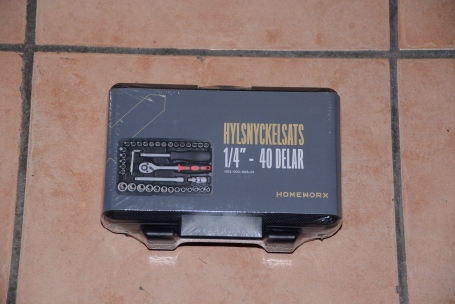 HYLSNYCKELSATS
1/4" - 40 DELAR
HOMEWORX